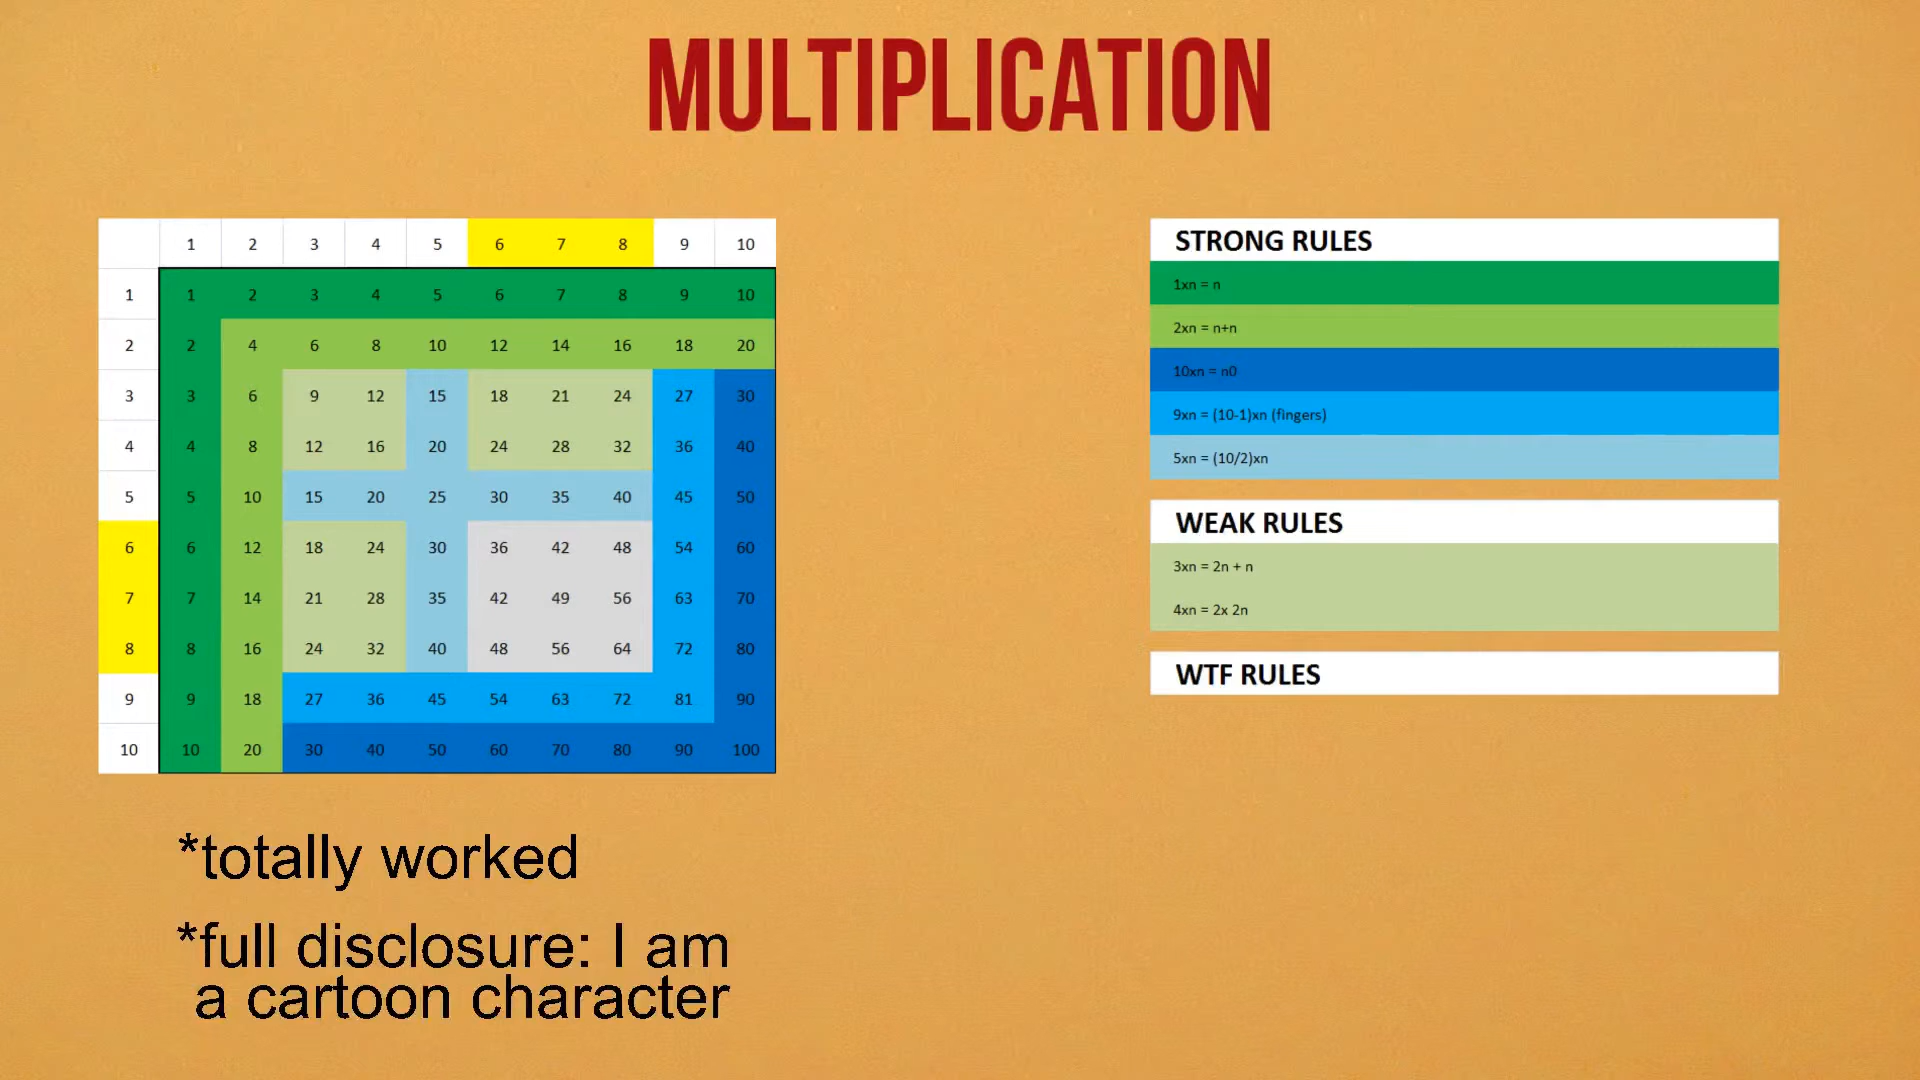 MULTIPLICATION
1 2 3 4 5 6 7 8 9 10
1 1 2 3 4 5 6 7 8 9 10
2 2 4 6 8 10 12 14 16 18 20
3 3 6 9 12 15 18 21 24 27 30
4 4 8 12 16 20 24 28 32 36 40
5 5 10 15 20 25 30 35 40 45 50
6 6 12 18 24 30 36 42 48 54 60
7 7 14 21 28 35 42 49 56 63 70
8 8 16 24 32 40 48 56 64 72 80
9 9 18 27 36 45 54 63 72 81 90
10 10 20 30 40 50 60 70 80 90 100
*totally worked
*full disclosure: I am
a cartoon character
STRONG RULES
1xn = n
2xn = n+n
10xn = n0
9xn = (10-1)xn (fingers)
5xn = (10/2)xn
WEAK RULES
3xn = 2n + n
4xn = 2x 2n
WTF RULES